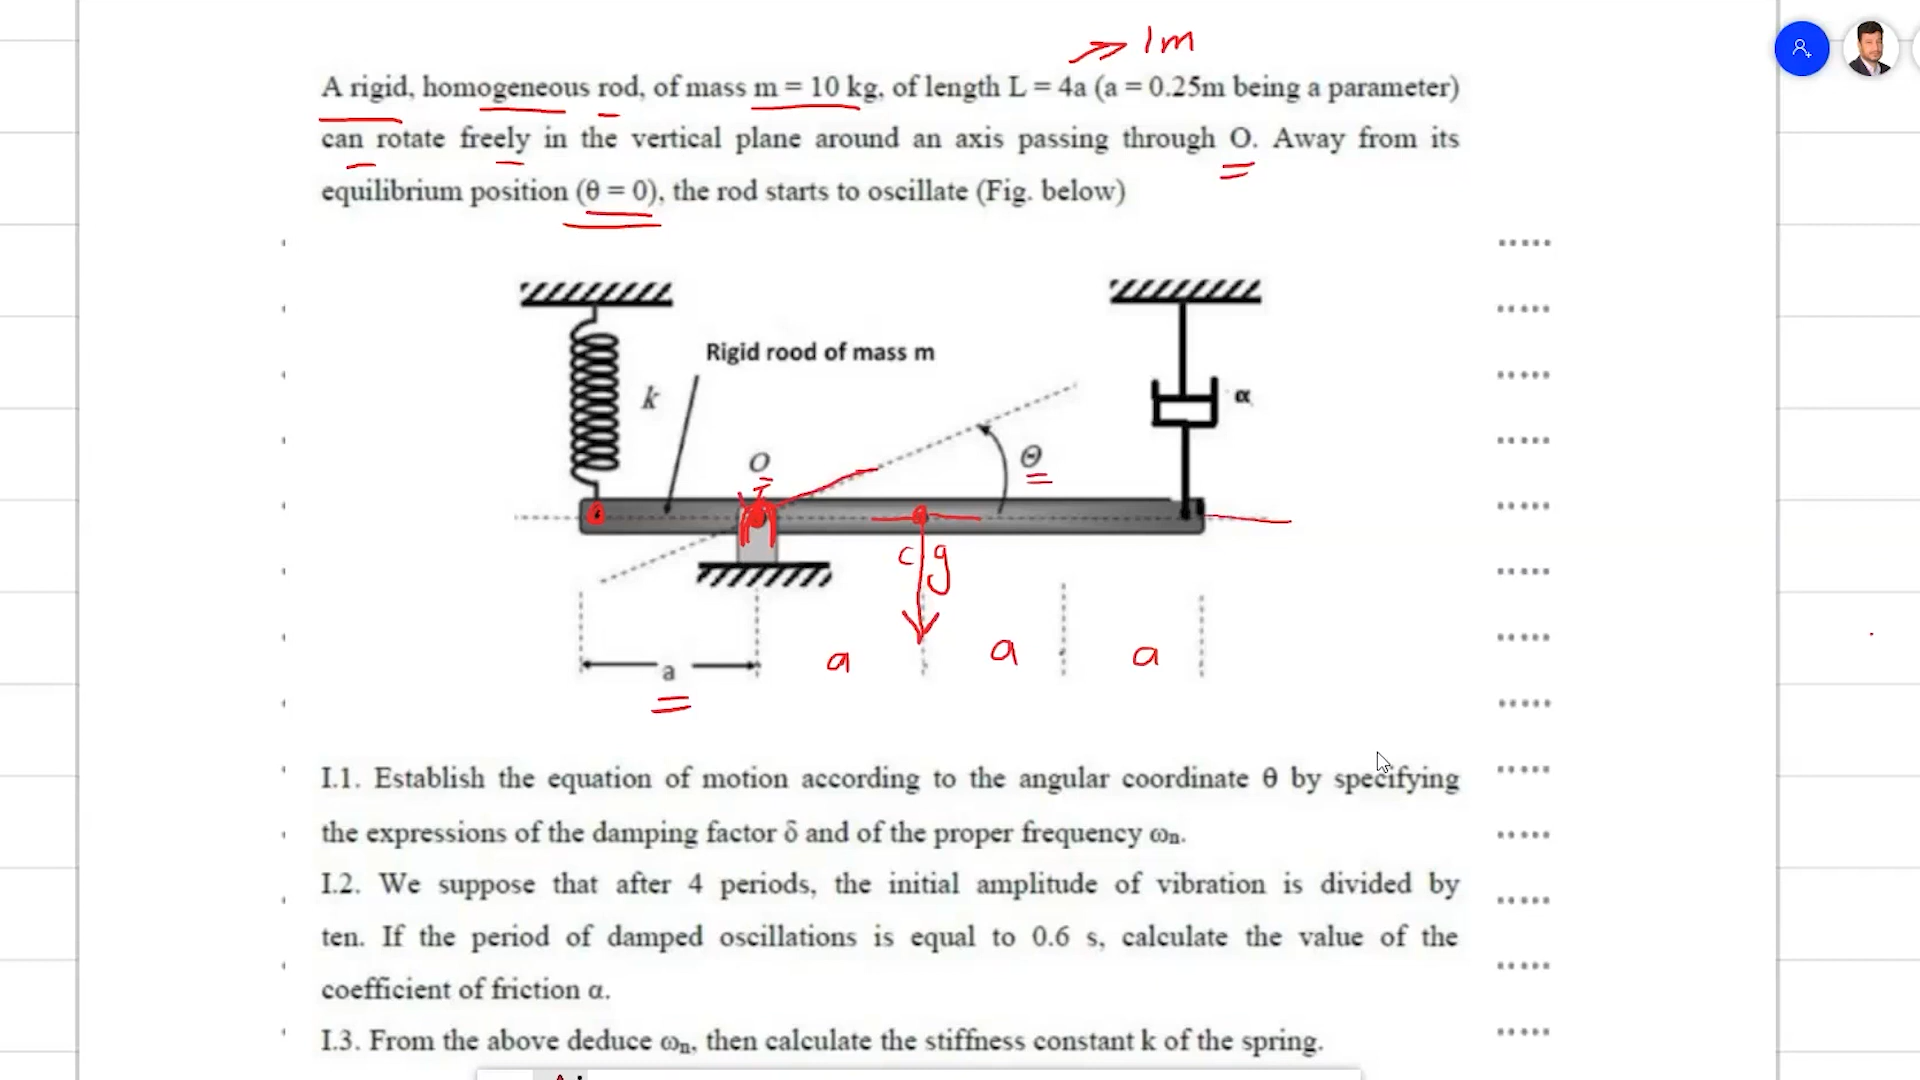 1m
A rigid, homogeneous rod, of mass m = 10 kg, of length L = 4a (a = 0.25m being a parameter)
can rotate freely in the vertical plane around an axis passing through O. Away from its
equilibrium position (θ = 0), the rod starts to oscillate (Fig. below)
Rigid rood of mass m
k
α
O
Θ
cg
a a a a
I.1. Establish the equation of motion according to the angular coordinate θ by specifying
the expressions of the damping factor δ and of the proper frequency ωn.
I.2. We suppose that after 4 periods, the initial amplitude of vibration is divided by
ten. If the period of damped oscillations is equal to 0.6 s, calculate the value of the
coefficient of friction α.
I.3. From the above deduce ωn, then calculate the stiffness constant k of the spring.